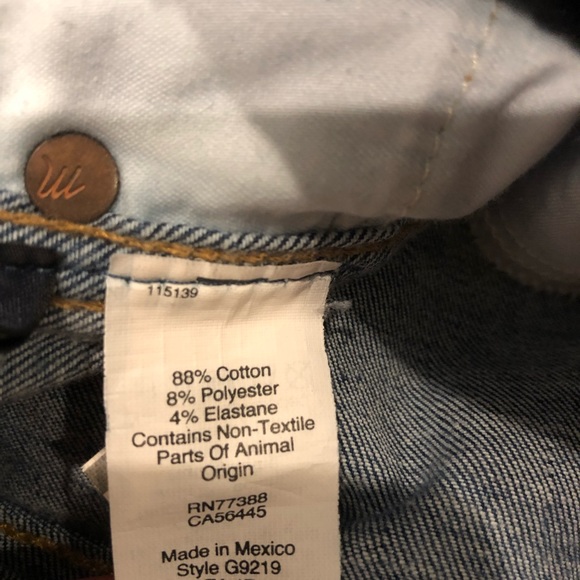 115139
88% Cotton
8% Polyester
4% Elastane
Contains Non-Textile
Parts Of Animal
Origin
RN77388
CA56445
Made in Mexico
Style G9219